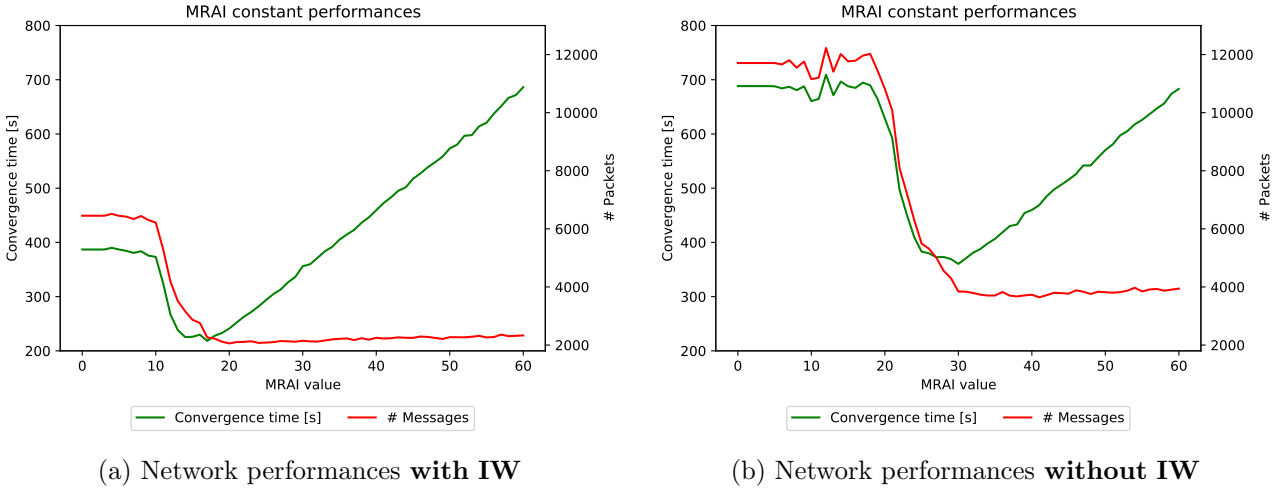 MRAI constant performances
800
700
600
500
400
300
200
Convergence time [s]
12000
10000
8000
6000
4000
2000
# Packets
0 10 20 30 40 50 60
MRAI value
Convergence time [s] # Messages
(a) Network performances with IW
MRAI constant performances
800
700
600
500
400
300
200
Convergence time [s]
12000
10000
8000
6000
4000
2000
# Packets
0 10 20 30 40 50 60
MRAI value
Convergence time [s] # Messages
(b) Network performances without IW